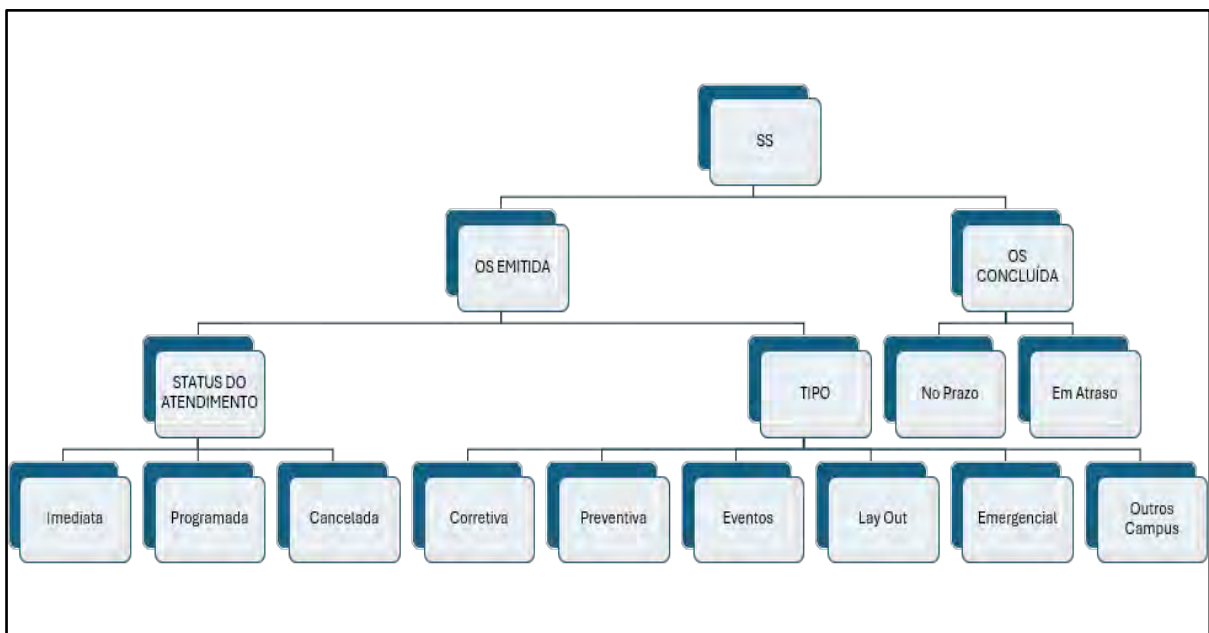 SS
OS EMITIDA
OS
CONCLUÍDA
STATUS DO
ATENDIMENTO
TIPO
No Prazo
Em Atraso
Imediata
Programada
Cancelada
Corretiva
Preventiva
Eventos
Lay Out
Emergencial
Outros
Campus